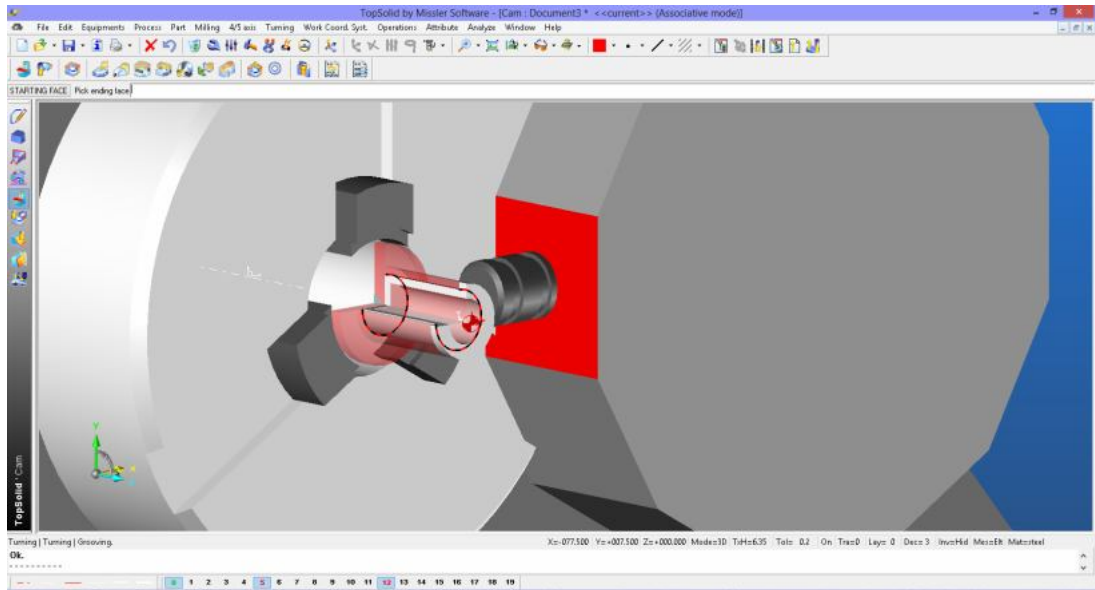 TopSolid by Missler Software - [Cam : Document3 * <<current>> (Associative mode)]
File Edit Equipments Process Part Milling 4/5 axis Turning Work Coord. Syst. Operations Attribute Analyze Window Help
STARTING FACE Pick ending face
TopSolid'Cam
Y
X
Z
Turning | Turning | Grooving.
X=-077.500 Y=+007.500 Z=+000.000 Mode=3D TxH=6.35 Tol= 0.2 On Tra=0 Lay= 0 Dec= 3 Inv=Hid Mes=Elt Mat=steel
Ok.
----------
0 1 2 3 4 5 6 7 8 9 10 11 12 13 14 15 16 17 18 19